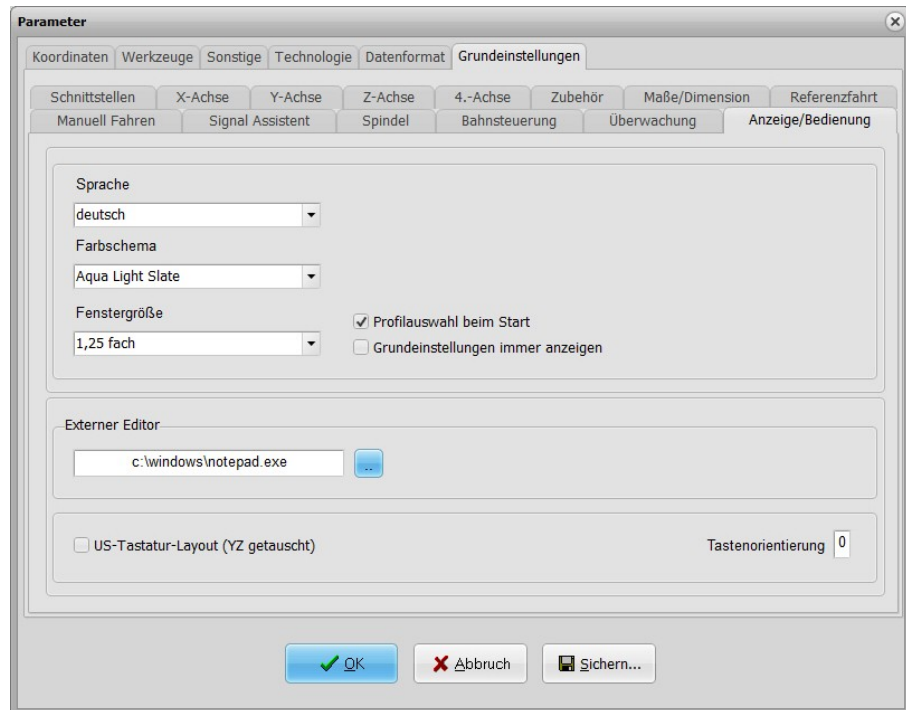 Parameter
Koordinaten Werkzeuge Sonstige Technologie Datenformat Grundeinstellungen
Schnittstellen X-Achse Y-Achse Z-Achse 4.-Achse Zubehör Maße/Dimension Referenzfahrt
Manuell Fahren Signal Assistent Spindel Bahnsteuerung Überwachung Anzeige/Bedienung
Sprache
deutsch
Farbschema
Aqua Light Slate
Fenstergröße
1,25 fach
Profilauswahl beim Start
Grundeinstellungen immer anzeigen
Externer Editor
c:\windows\notepad.exe
..
US-Tastatur-Layout (YZ getauscht)
Tastenorientierung 0
OK Abbruch Sichern...